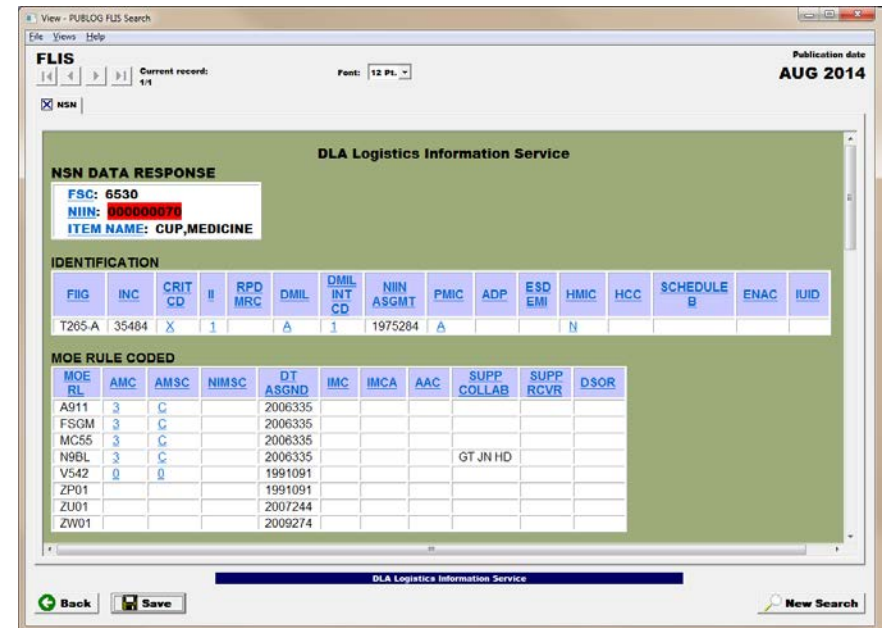 View - PUBLOG FLIS Search
File Views Help
FLIS
Current record:
1/1
Font: 12 Pt.
Publication date
AUG 2014
NSN
DLA Logistics Information Service
NSN DATA RESPONSE
FSC: 6530
NIIN: 000000070
ITEM NAME: CUP,MEDICINE
IDENTIFICATION
FIIG INC CRIT CD II RPD MRC DMIL DMIL INT CD NIIN ASGMT PMIC ADP ESD EMI HMIC HCC SCHEDULE B ENAC IUID
T265-A 35484 X 1 A 1 1975284 A N
MOE RULE CODED
MOE RL AMC AMSC NIMSC DT ASGND IMC IMCA AAC SUPP COLLAB SUPP RCVR DSOR
A911 3 C 2006335
FSGM 3 C 2006335
MC55 3 C 2006335
N9BL 3 C 2006335 GT JN HD
V542 0 0 1991091
ZP01 1991091
ZU01 2007244
ZW01 2009274
DLA Logistics Information Service
Back Save New Search